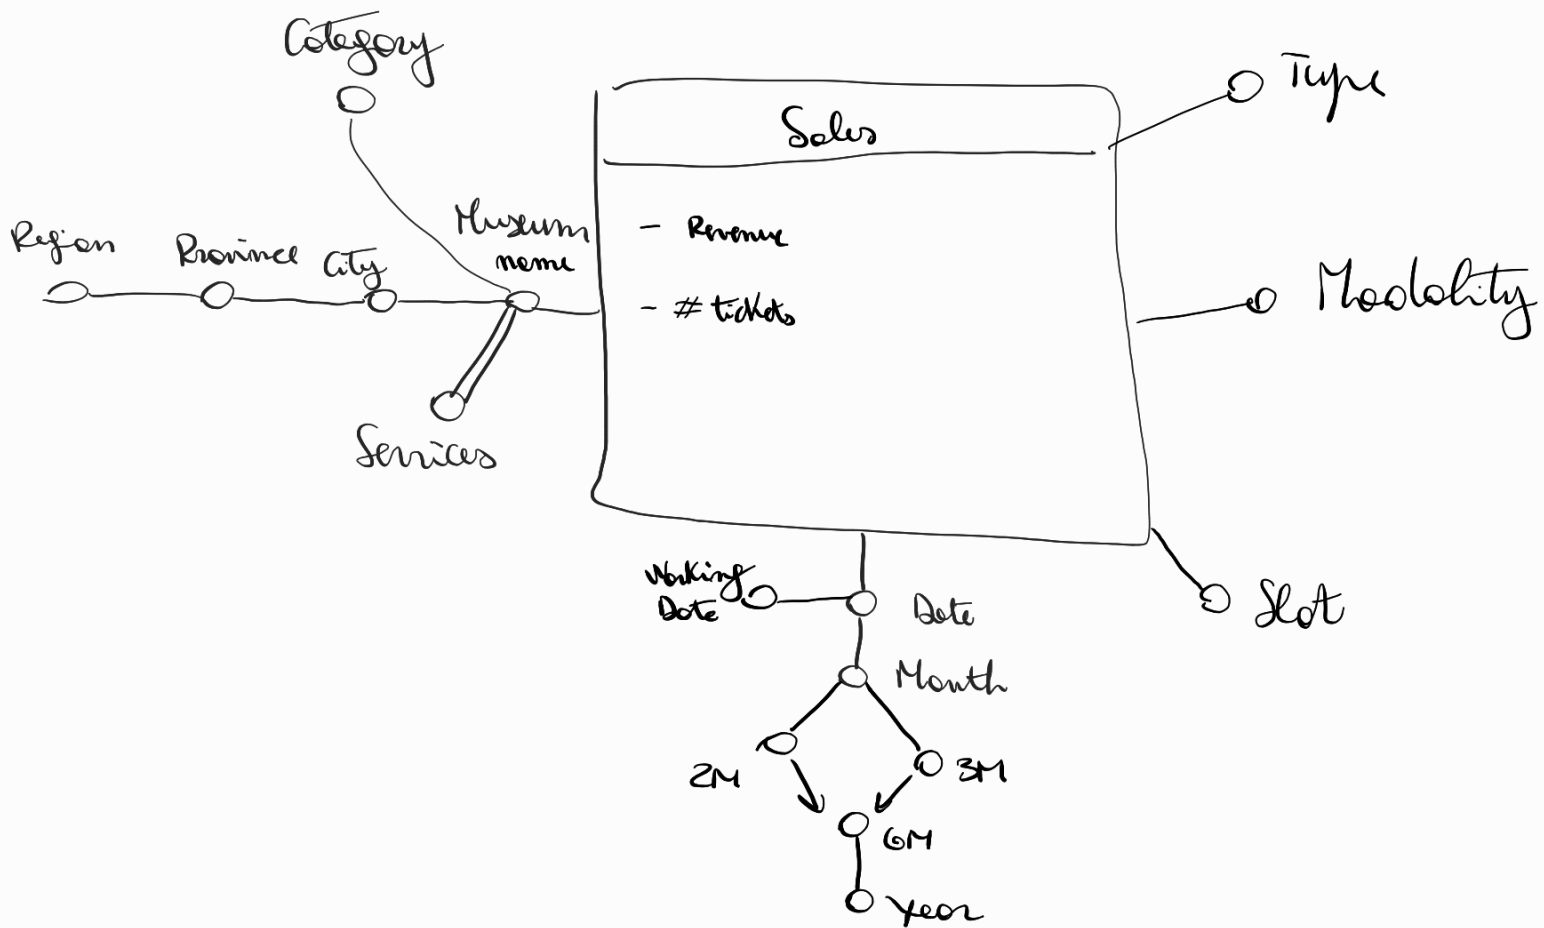 Category
Type
Sales
Museum
name
Region
Province
City
- Revenue
Modality
- # tickets
Services
Working
Date
Date
Slot
Month
2M
3M
6M
Year